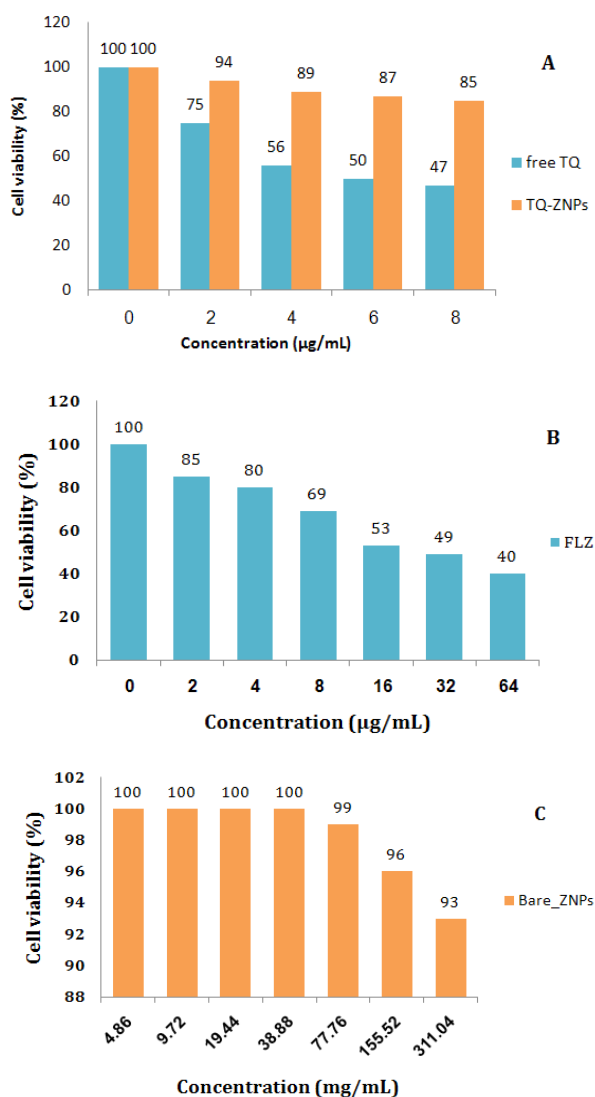 120
100
80
60
40
20
0
Cell viability (%)
100 100
75
94
56
89
50
87
47
85
A
free TQ
TQ-ZNPs
0 2 4 6 8
Concentration (µg/mL)
120
100
80
60
40
20
0
Cell viability (%)
100
85
80
69
53
49
40
B
FLZ
0 2 4 8 16 32 64
Concentration (µg/mL)
102
100
98
96
94
92
90
88
Cell viability (%)
100 100 100 100
99
96
93
C
Bare_ZNPs
4.86 9.72 19.44 38.88 77.76 155.52 311.04
Concentration (mg/mL)